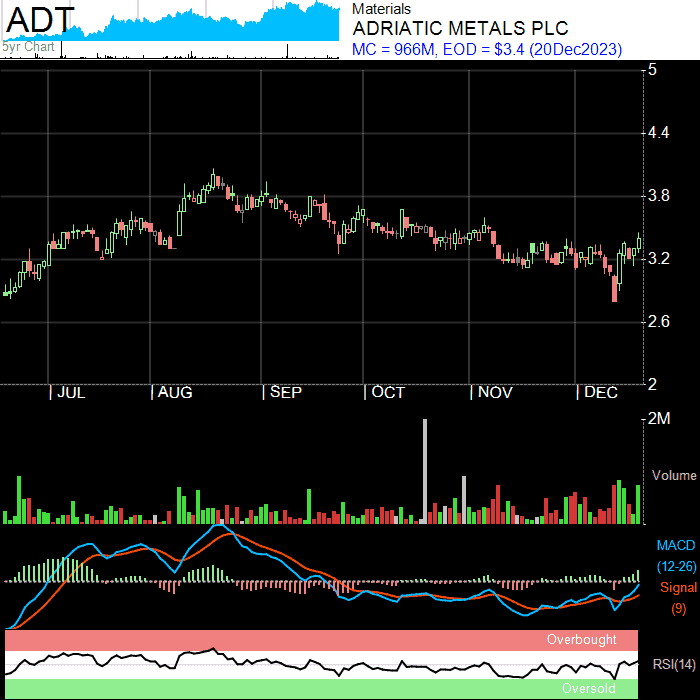 ADT
5yr Chart
Materials
ADRIATIC METALS PLC
MC = 966M, EOD = $3.4 (20Dec2023)
5
4.4
3.8
3.2
2.6
2
JUL
AUG
SEP
OCT
NOV
DEC
2M
Volume
MACD
(12-26)
Signal
(9)
Overbought
RSI(14)
Oversold